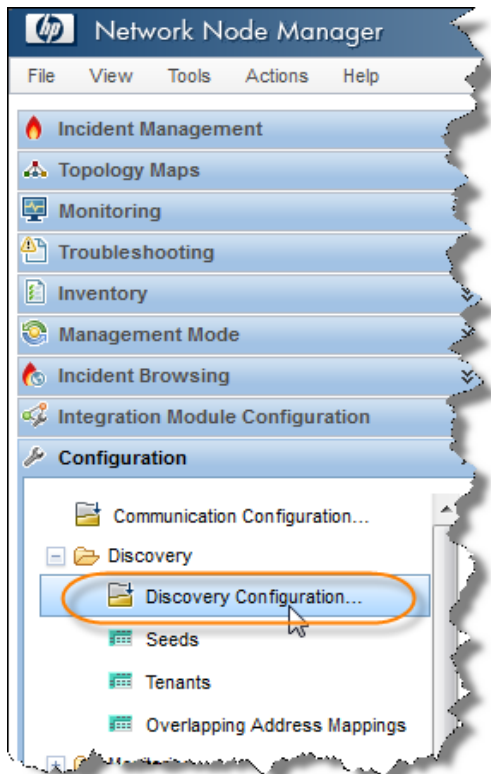 hp Network Node Manager
File View Tools Actions Help
Incident Management
Topology Maps
Monitoring
Troubleshooting
Inventory
Management Mode
Incident Browsing
Integration Module Configuration
Configuration
Communication Configuration...
Discovery
Discovery Configuration...
Seeds
Tenants
Overlapping Address Mappings